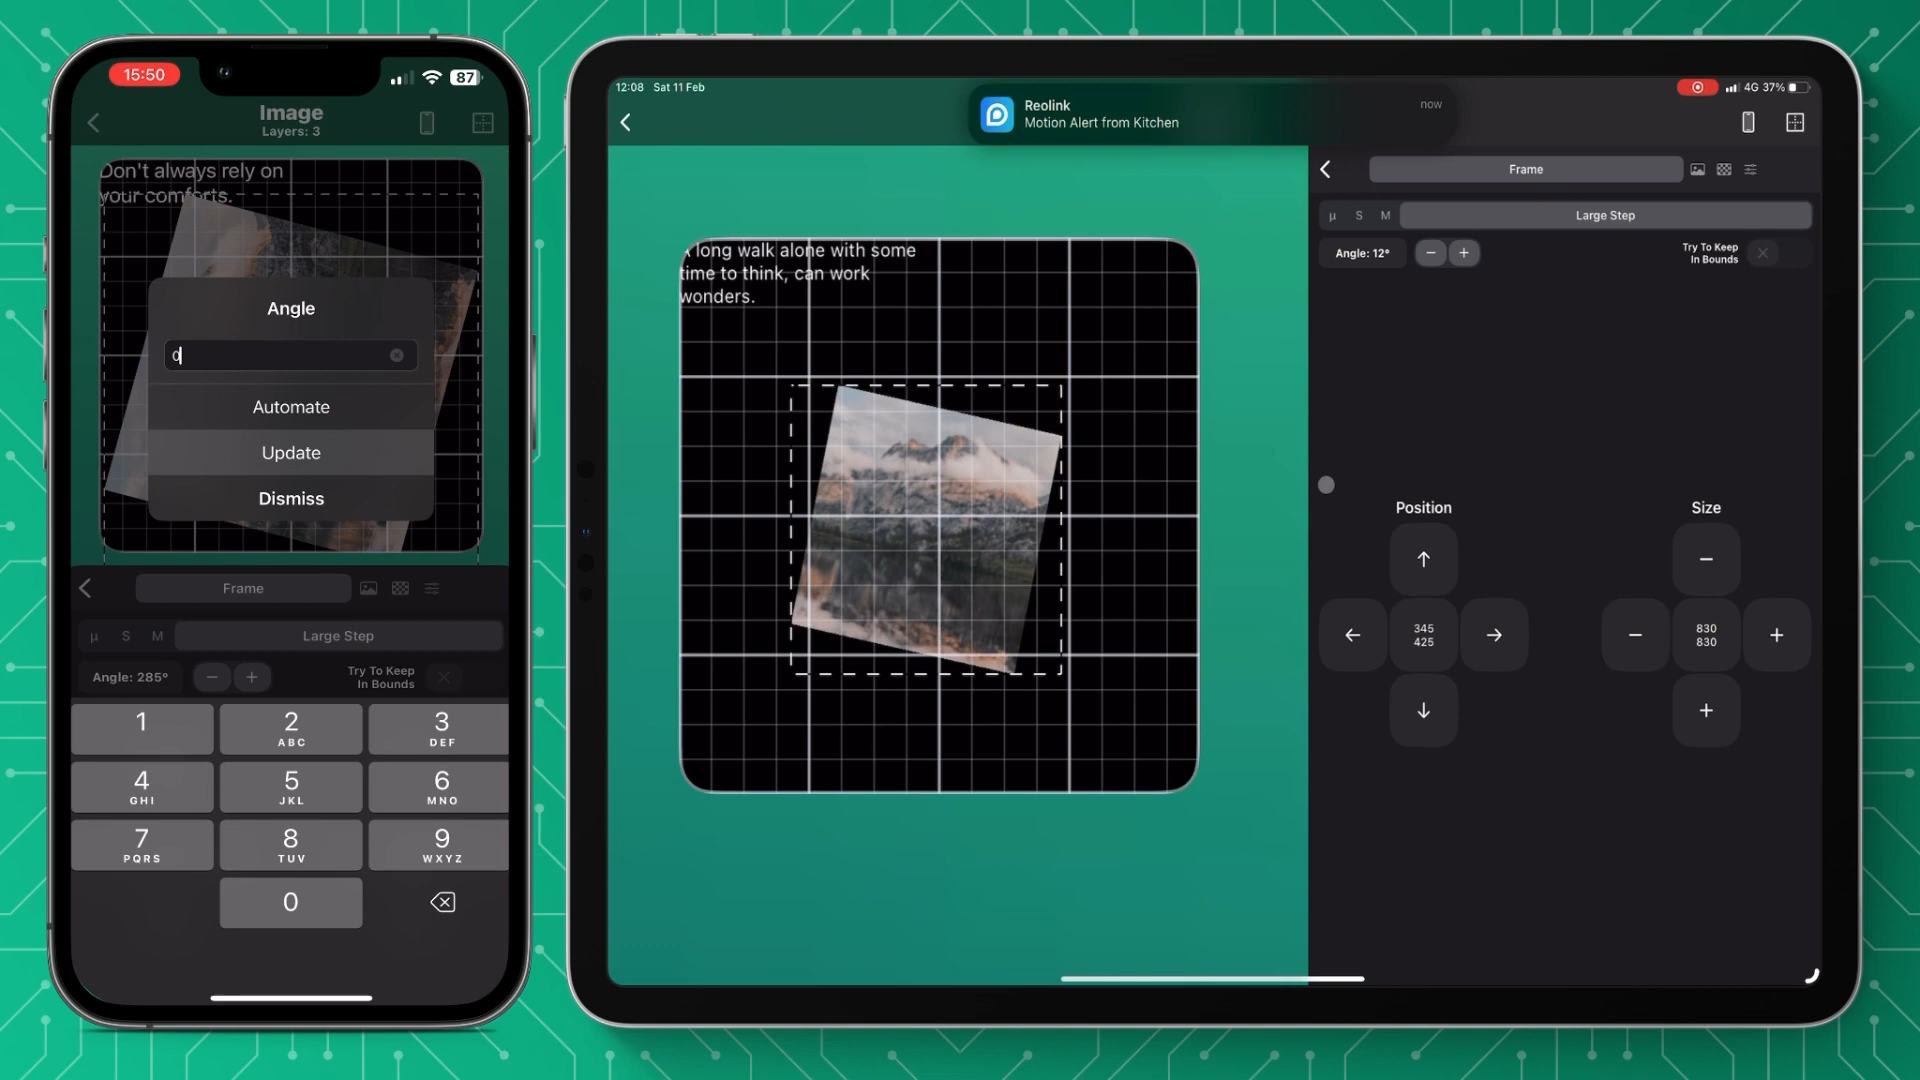 15:50
87
Image
Layers: 3
Don't always rely on
your comforts.
Angle
0
Automate
Update
Dismiss
Frame
μ S M Large Step
Angle: 285° − +
Try To Keep
In Bounds
1
2
ABC
3
DEF
4
GHI
5
JKL
6
MNO
7
PQRS
8
TUV
9
WXYZ
0
12:08 Sat 11 Feb
4G 37%
Reolink
now
Motion Alert from Kitchen
A long walk alone with some
time to think, can work
wonders.
Frame
μ S M Large Step
Angle: 12° − +
Try To Keep
In Bounds
Position
345
425
Size
−
−
830
830
+
+